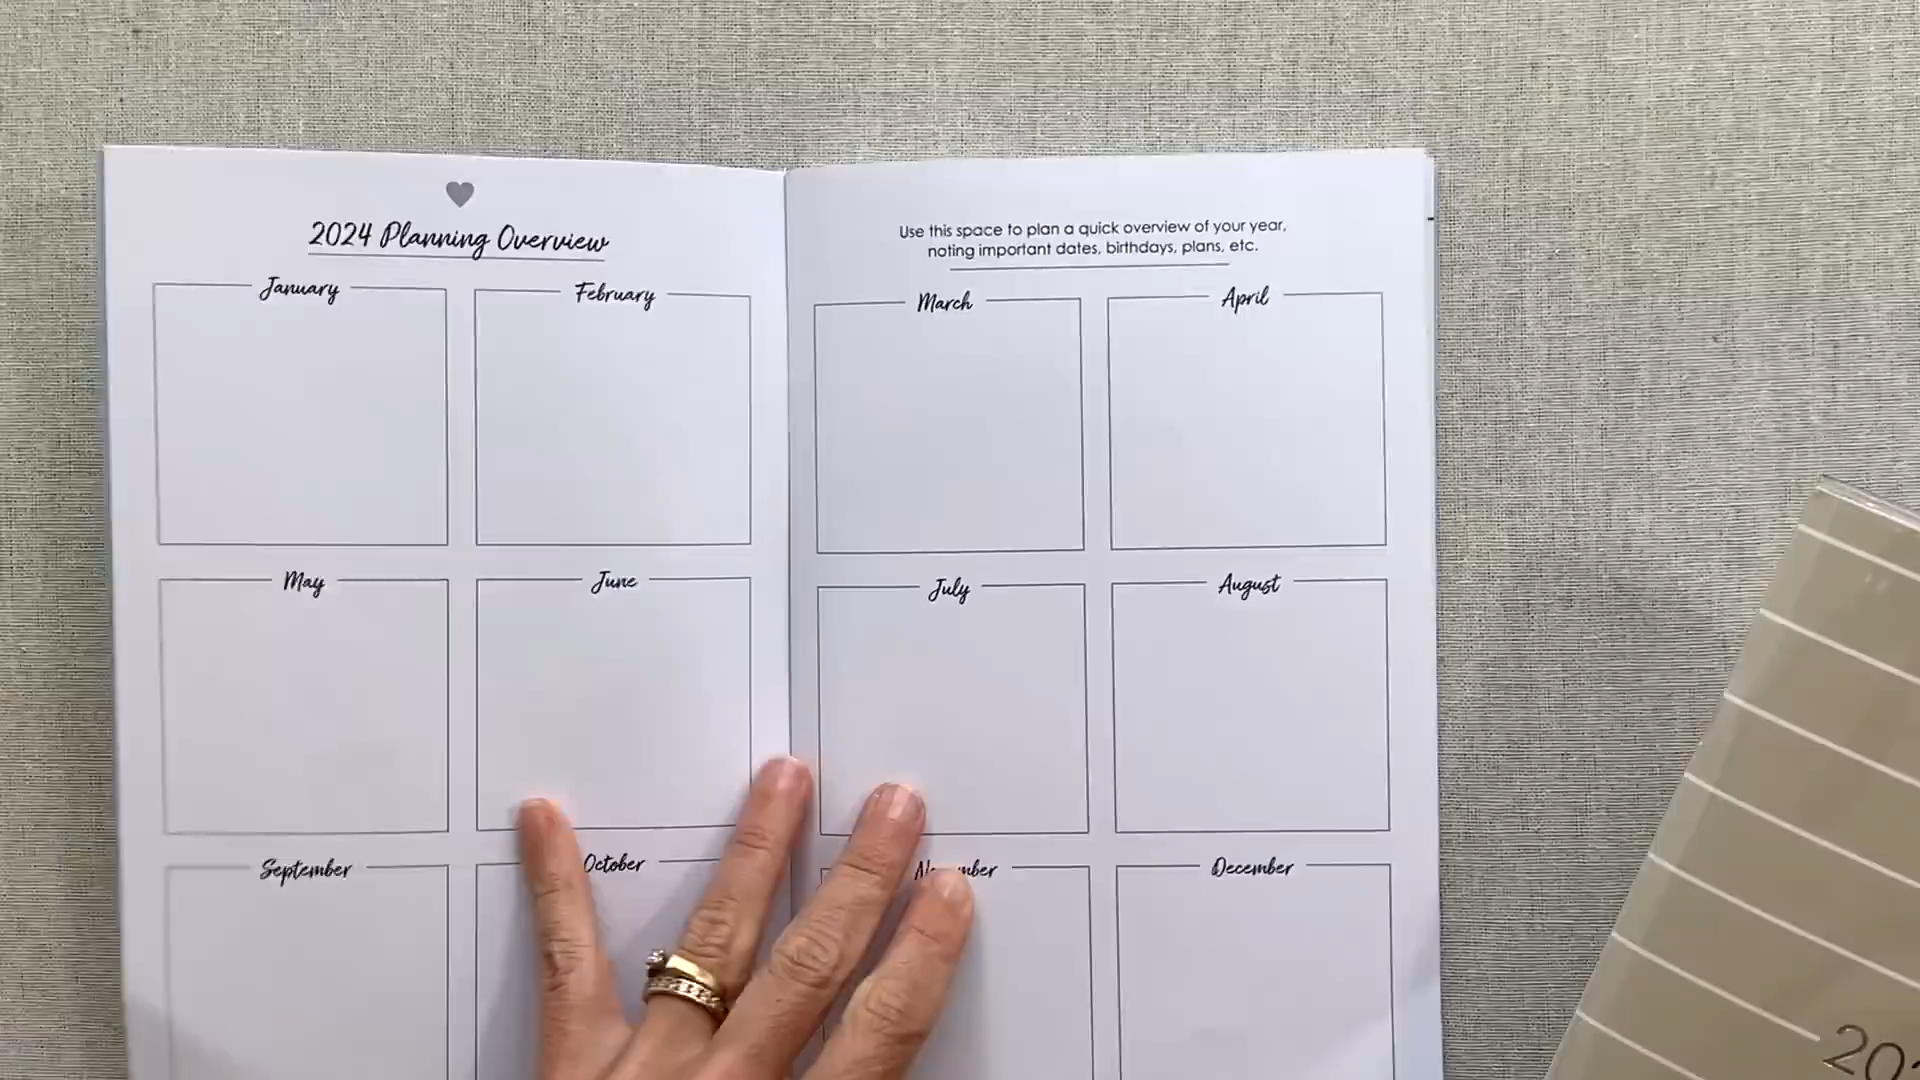 2024 Planning Overview
Use this space to plan a quick overview of your year,
noting important dates, birthdays, plans, etc.
January
February
March
April
May
June
July
August
September
October
December